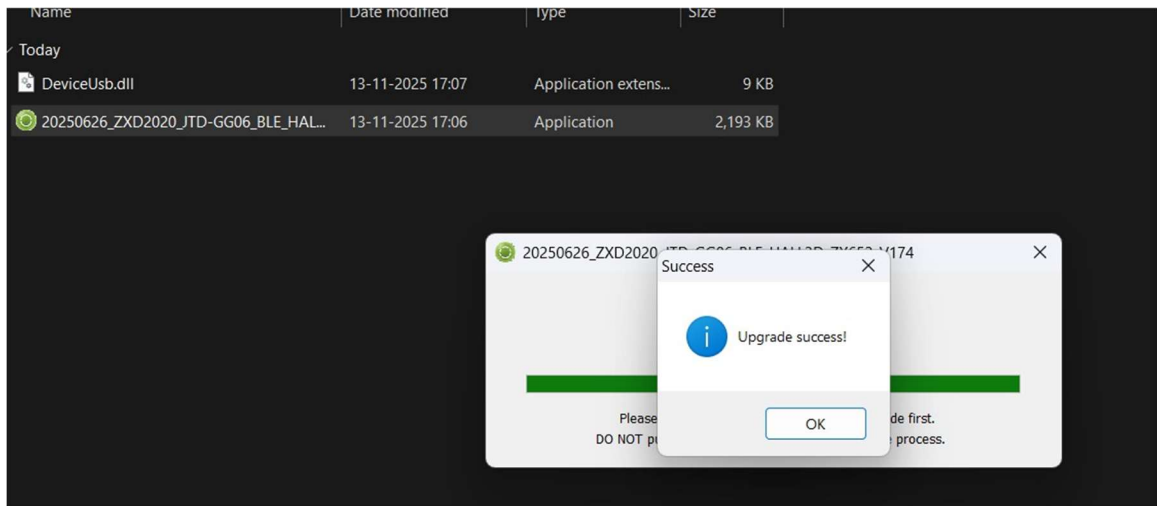 Name Date modified Type Size
Today
DeviceUsb.dll 13-11-2025 17:07 Application extens... 9 KB
20250626_ZXD2020_JTD-GG06_BLE_HAL... 13-11-2025 17:06 Application 2,193 KB
20250626_ZXD2020 V174
Success
Upgrade success!
Please de first.
OK
DO NOT process.